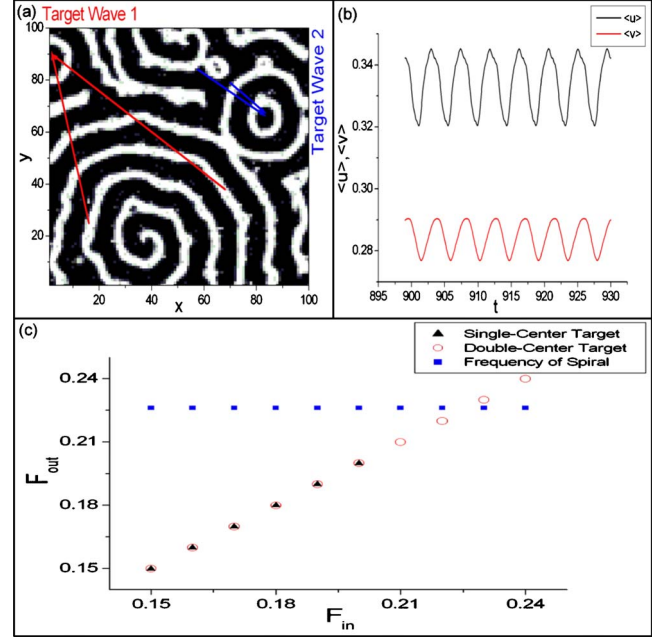 (a) Target Wave 1
100
80
60
40
20
y
20 40 60 80 100
x
Target Wave 2
(b)
<u>
<v>
0.34
0.32
0.29
0.28
<u>,<v>
895 900 905 910 915 920 925 930
t
(c)
Single-Center Target
Double-Center Target
Frequency of Spiral
0.24
0.21
0.18
0.15
Fout
0.15 0.18 0.21 0.24
Fin